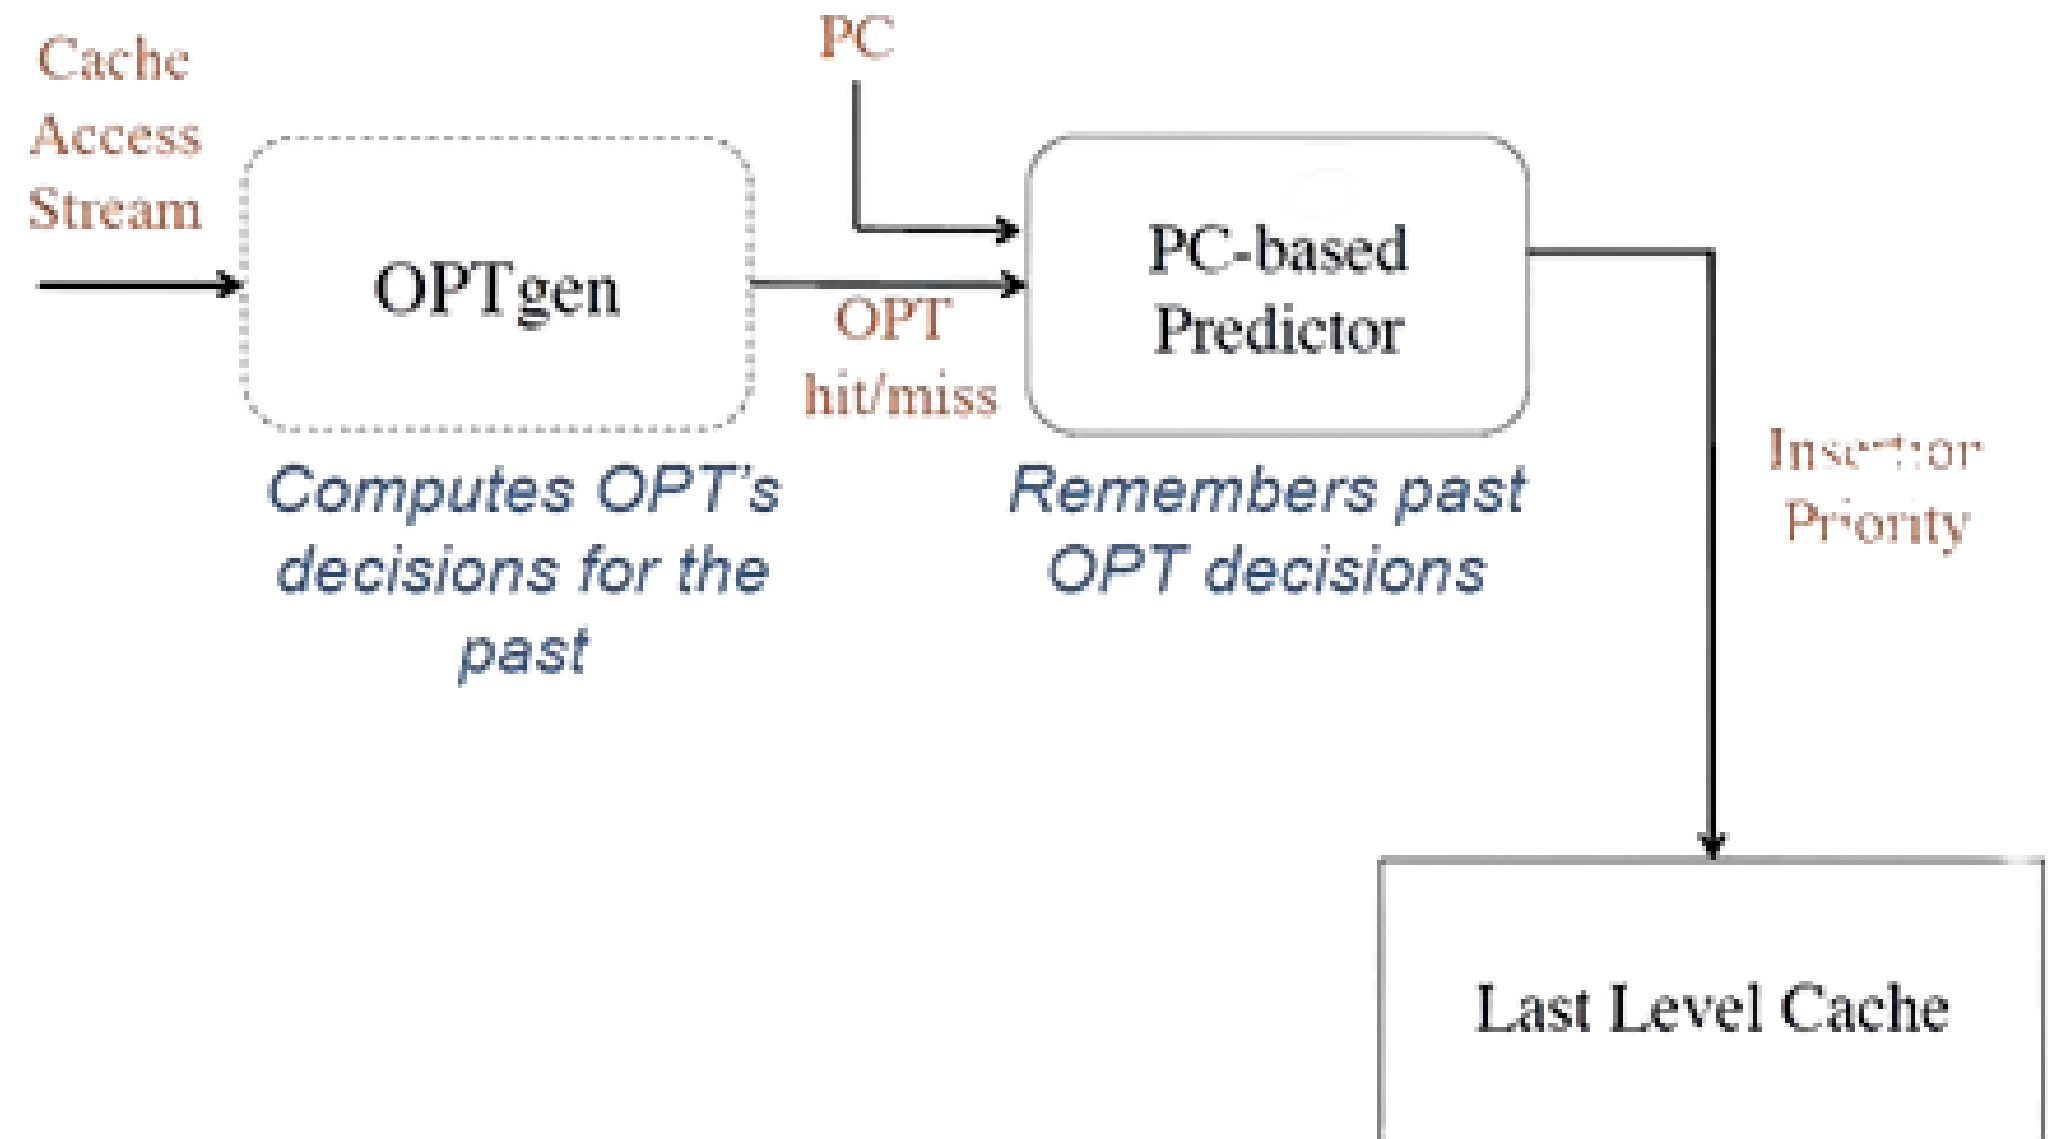 Cache
Access
Stream
OPTgen
Computes OPT's
decisions for the
past
PC
OPT
hit/miss
PC-based
Predictor
Remembers past
OPT decisions
Priority
Last Level Cache